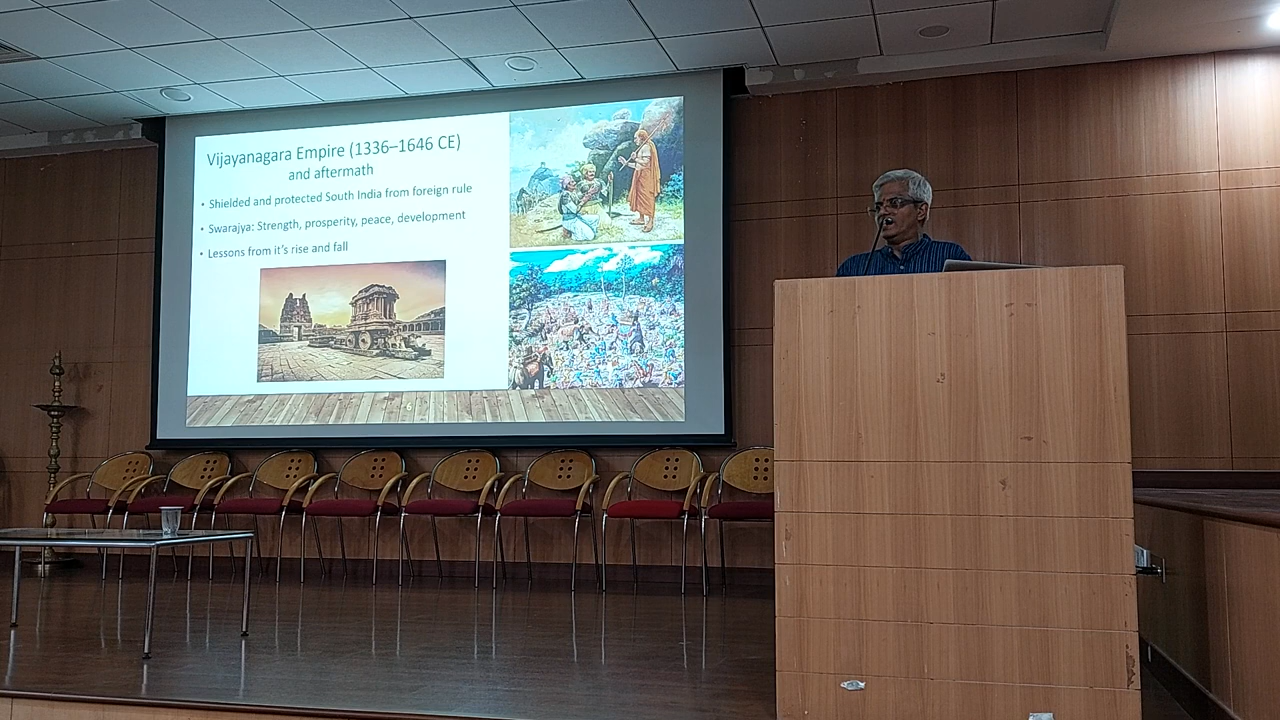 Vijayanagara Empire (1336–1646 CE)
and aftermath
• Shielded and protected South India from foreign rule
• Swarajya: Strength, prosperity, peace, development
• Lessons from it's rise and fall